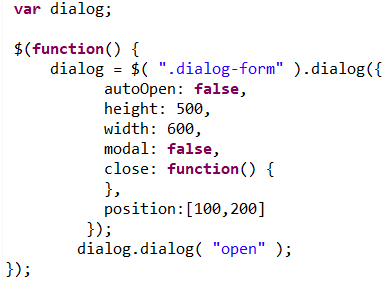 var dialog;
$(function() {
dialog = $( ".dialog-form" ).dialog({
autoOpen: false,
height: 500,
width: 600,
modal: false,
close: function() {
},
position:[100,200]
});
dialog.dialog( "open" );
});